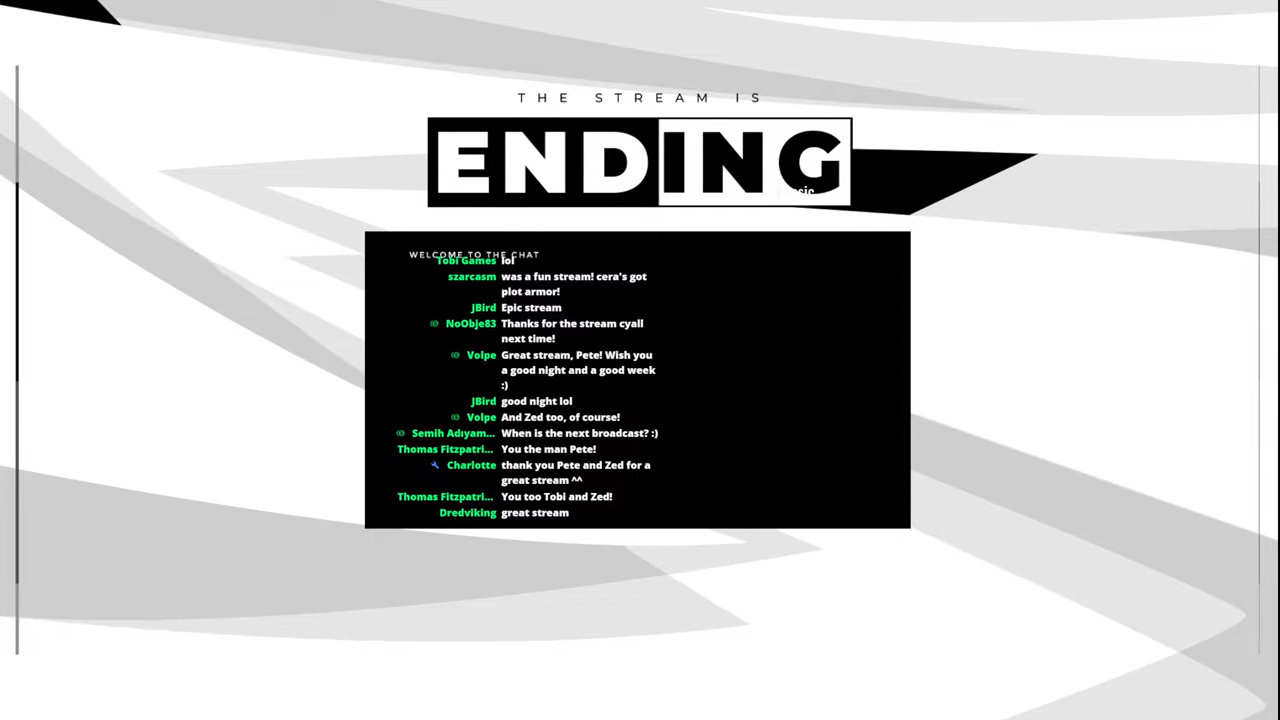 THE STREAM IS
ENDING
WELCOME TO THE CHAT
Tobi Games lol
szarcasm was a fun stream! cera's got
plot armor!
JBird Epic stream
NoObje83 Thanks for the stream cyall
next time!
Volpe Great stream, Pete! Wish you
a good night and a good week
:)
JBird good night lol
Volpe And Zed too, of course!
Semih Adıyam... When is the next broadcast? :)
Thomas Fitzpatri... You the man Pete!
Charlotte thank you Pete and Zed for a
great stream ^^
Thomas Fitzpatri... You too Tobi and Zed!
Dredviking great stream